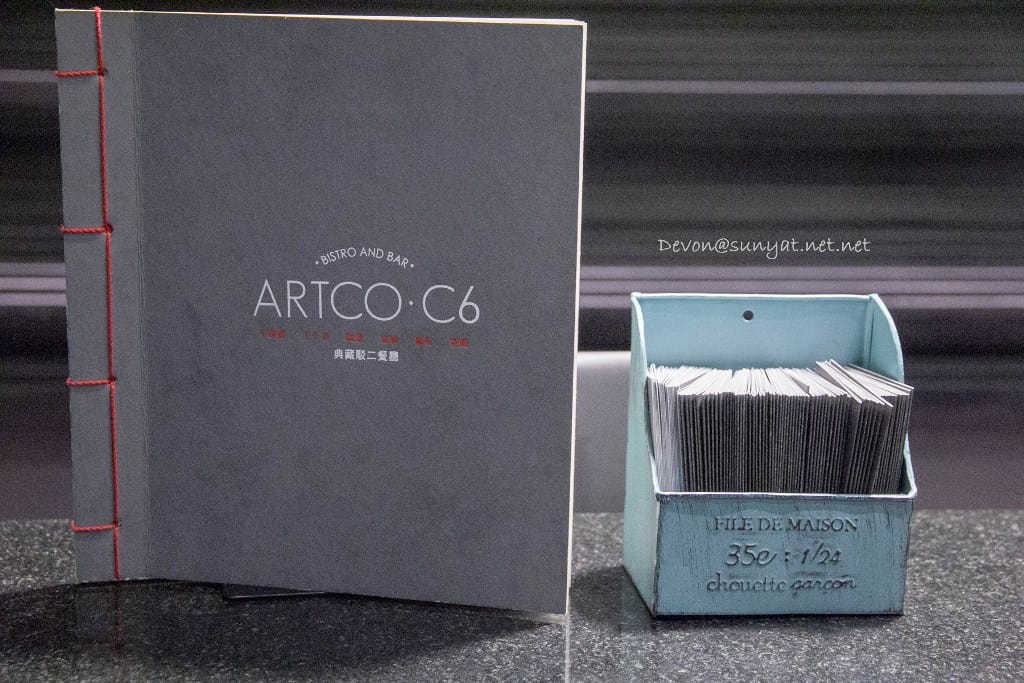 • BISTRO AND BAR •
ARTCO · C6
典藏駁二餐廳
Devon@sunyat.net.net
FILE DE MAISON
35e : 1/24
chouette garçon